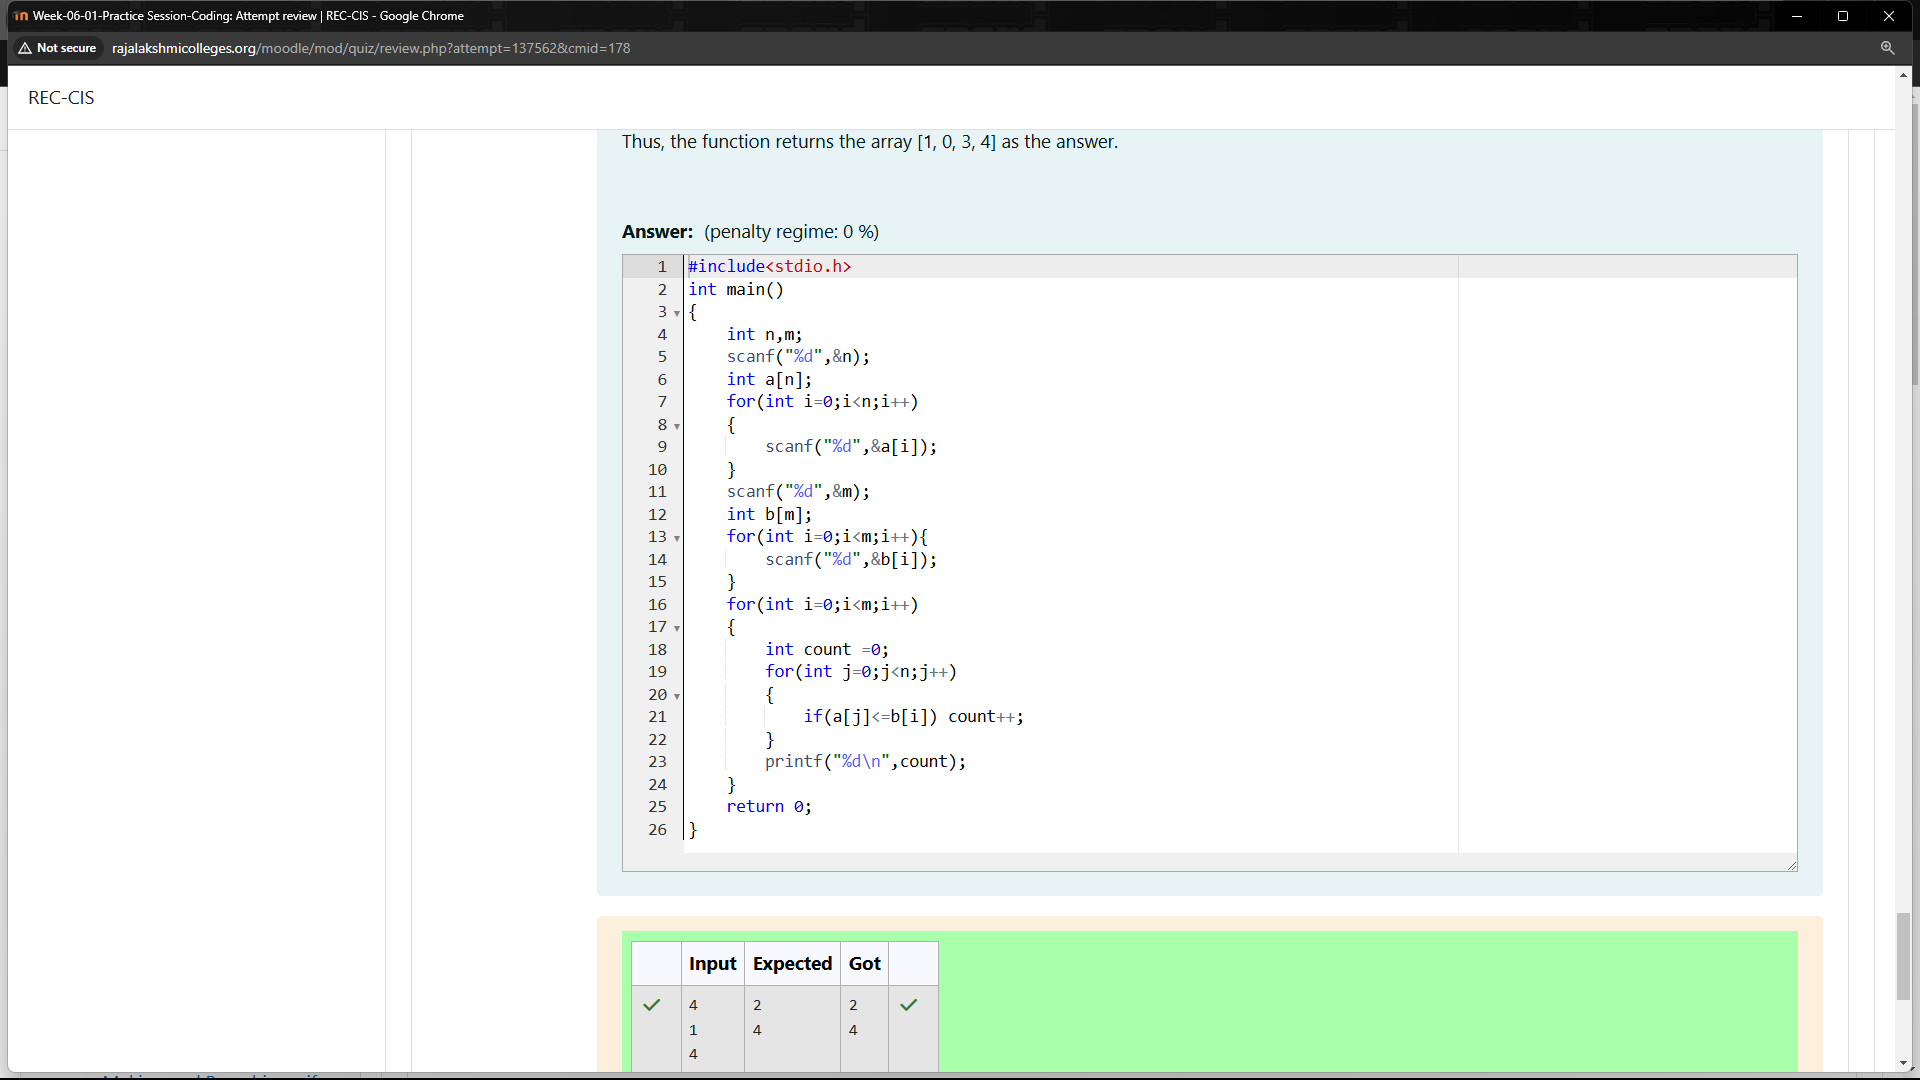 Week-06-01-Practice Session-Coding: Attempt review | REC-CIS - Google Chrome
Not secure rajalakshmicolleges.org/moodle/mod/quiz/review.php?attempt=137562&cmid=178
REC-CIS
Thus, the function returns the array [1, 0, 3, 4] as the answer.
Answer: (penalty regime: 0 %)
1 #include<stdio.h>
2 int main()
3 {
4     int n,m;
5     scanf("%d",&n);
6     int a[n];
7     for(int i=0;i<n;i++)
8     {
9         scanf("%d",&a[i]);
10     }
11     scanf("%d",&m);
12     int b[m];
13     for(int i=0;i<m;i++){
14         scanf("%d",&b[i]);
15     }
16     for(int i=0;i<m;i++)
17     {
18         int count =0;
19         for(int j=0;j<n;j++)
20         {
21             if(a[j]<=b[i]) count++;
22         }
23         printf("%d\n",count);
24     }
25     return 0;
26 }
Input Expected Got
4 2 2
1 4 4
4